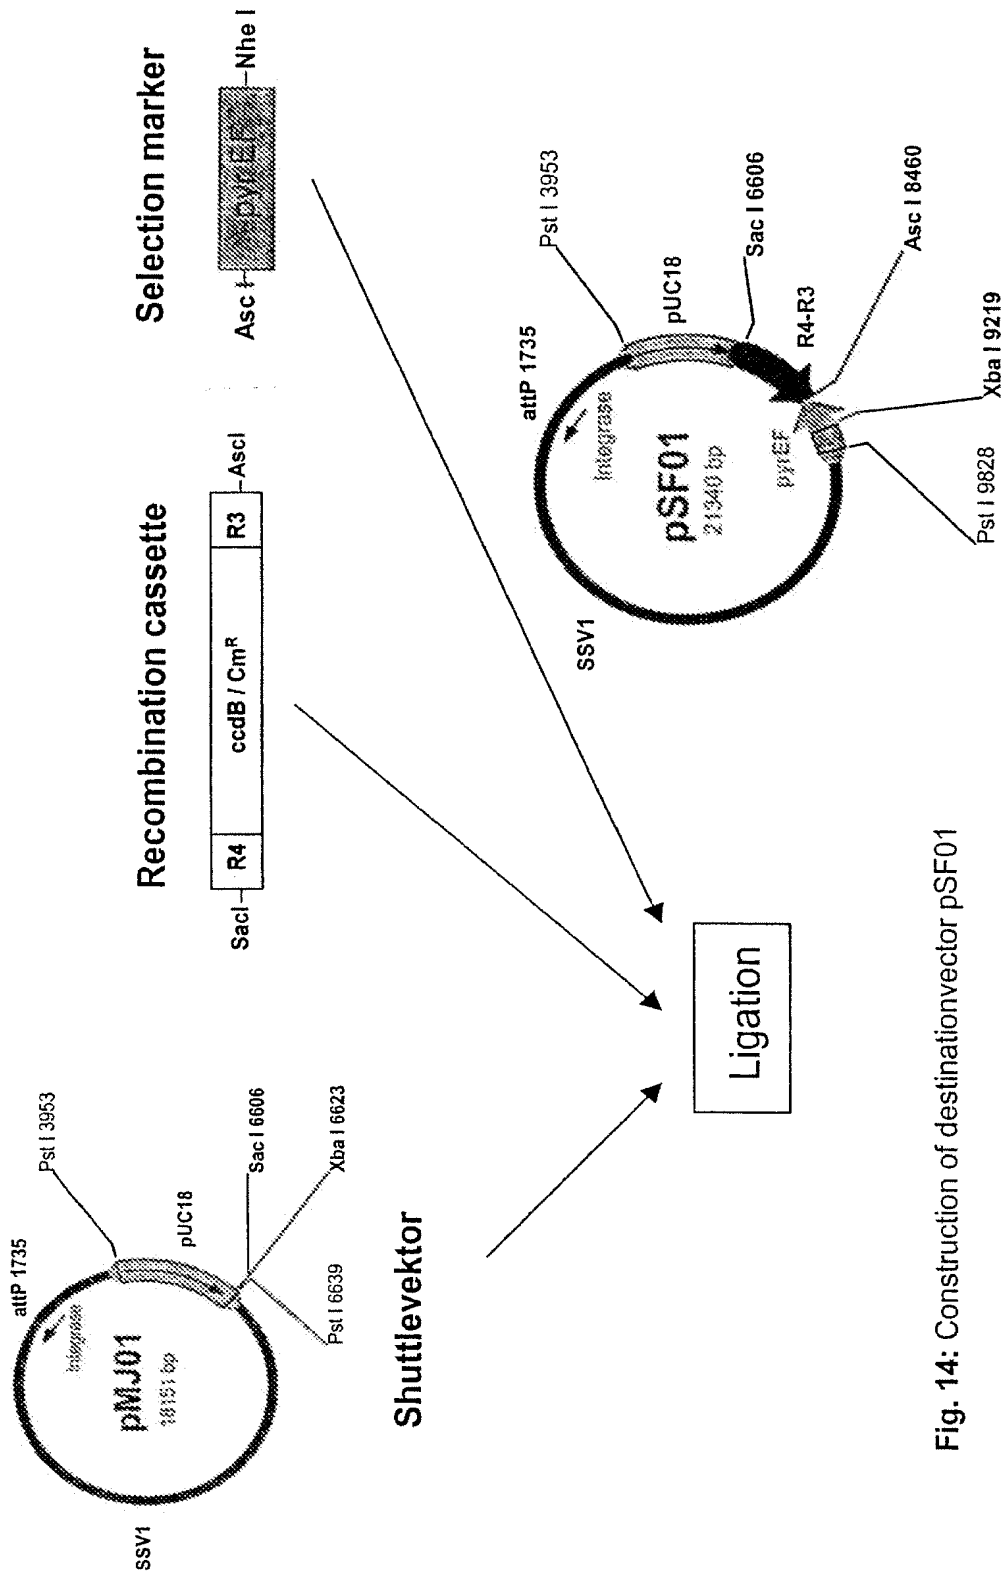 Shuttlevektor
Recombination cassette
Selection marker
SSV1
attP 1735
Integrase
pMJ01
18151 bp
Pst I 3953
pUC18
Sac I 6606
Xba I 6623
Pst I 6639
SacI
R4
ccdB / Cmᴿ
R3
AscI
Asc I
pyrEF
Nhe I
Ligation
SSV1
attP 1735
Integrase
pSF01
21340 bp
Pst I 3953
pUC18
Sac I 6606
R4-R3
pyrEF
Asc I 8460
Xba I 9219
Pst I 9828
Fig. 14: Construction of destinationvector pSF01